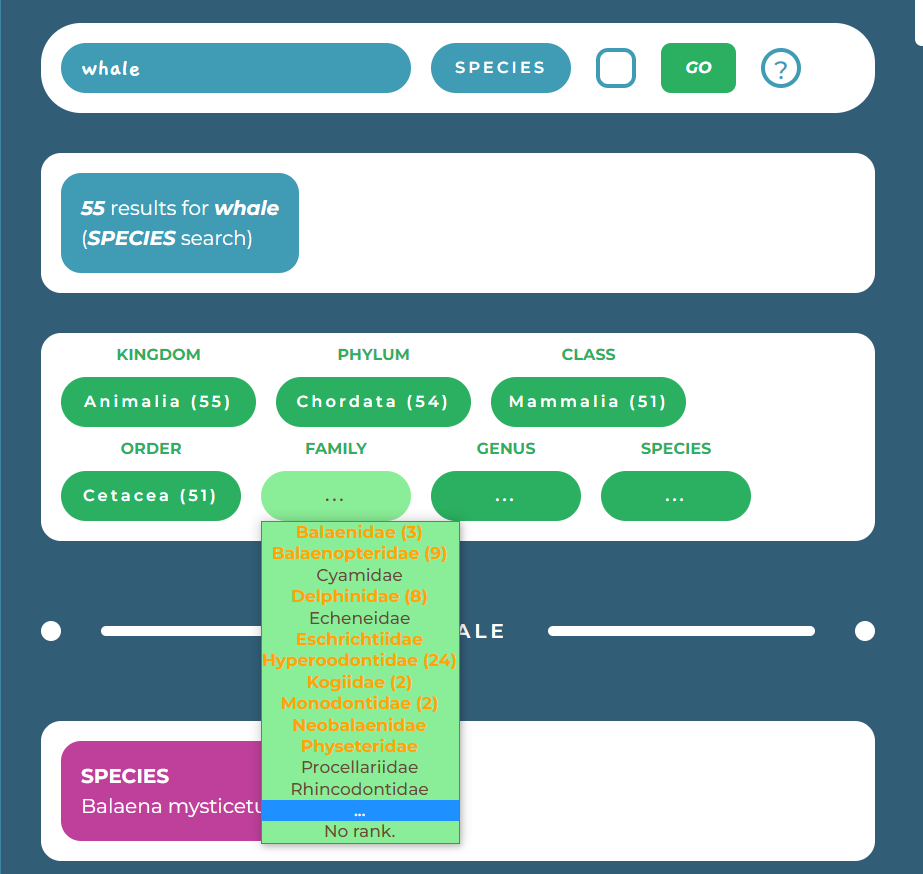 whale SPECIES GO ?
55 results for whale
(SPECIES search)
KINGDOM PHYLUM CLASS
Animalia (55) Chordata (54) Mammalia (51)
ORDER FAMILY GENUS SPECIES
Cetacea (51) ... ... ...
Balaenidae (3)
Balaenopteridae (9)
Cyamidae
Delphinidae (8)
Echeneidae
Eschrichtiidae
ALE
Hyperoodontidae (24)
Kogiidae (2)
Monodontidae (2)
Neobalaenidae
Physeteridae
Procellariidae
Rhincodontidae
...
No rank.
SPECIES
Balaena mysticetu